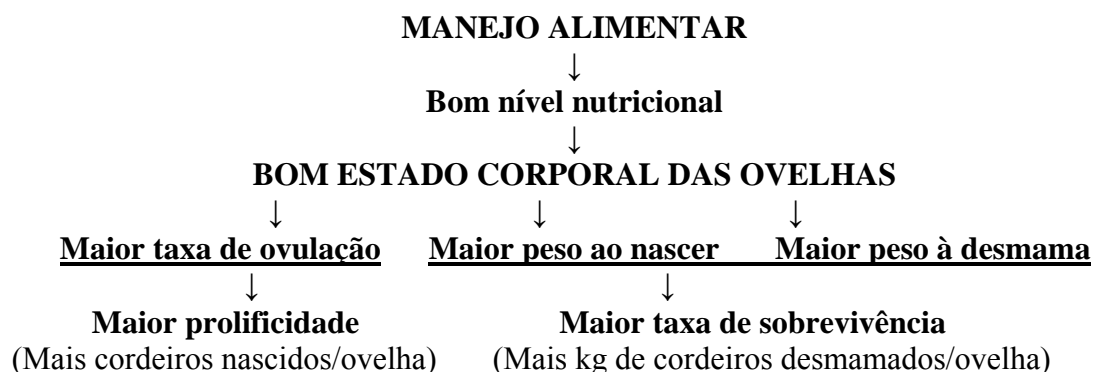 MANEJO ALIMENTAR
↓
Bom nível nutricional
↓
BOM ESTADO CORPORAL DAS OVELHAS
↓ ↓ ↓
Maior taxa de ovulação Maior peso ao nascer Maior peso à desmama
↓ ↓
Maior prolificidade Maior taxa de sobrevivência
(Mais cordeiros nascidos/ovelha) (Mais kg de cordeiros desmamados/ovelha)